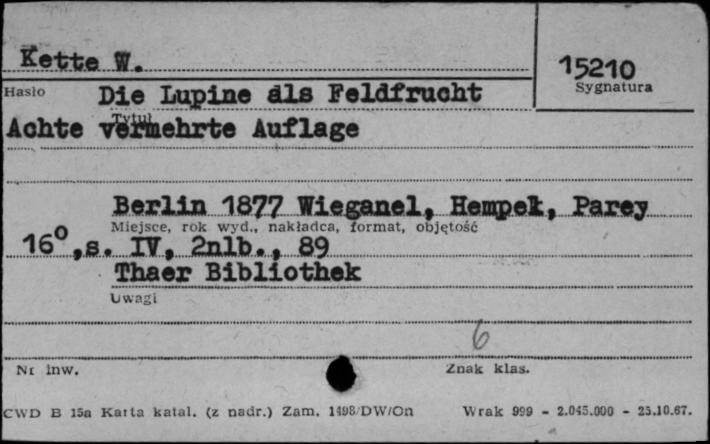 Kette W.
15210
Sygnatura
Hasło Die Lupine als Feldfrucht
Tytuł
Achte vermehrte Auflage
Berlin 1877 Wieganel, Hempel, Parey
Miejsce, rok wyd., nakładca, format, objętość
16°, s. IV, 2nlb., 89
Thaer Bibliothek
Uwagi
6
Nr inw.
Znak klas.
CWD B 15a Karta katal. (z nadr.) Zam. 1498/DW/On Wrak 999 - 2.045.000 - 25.10.67.